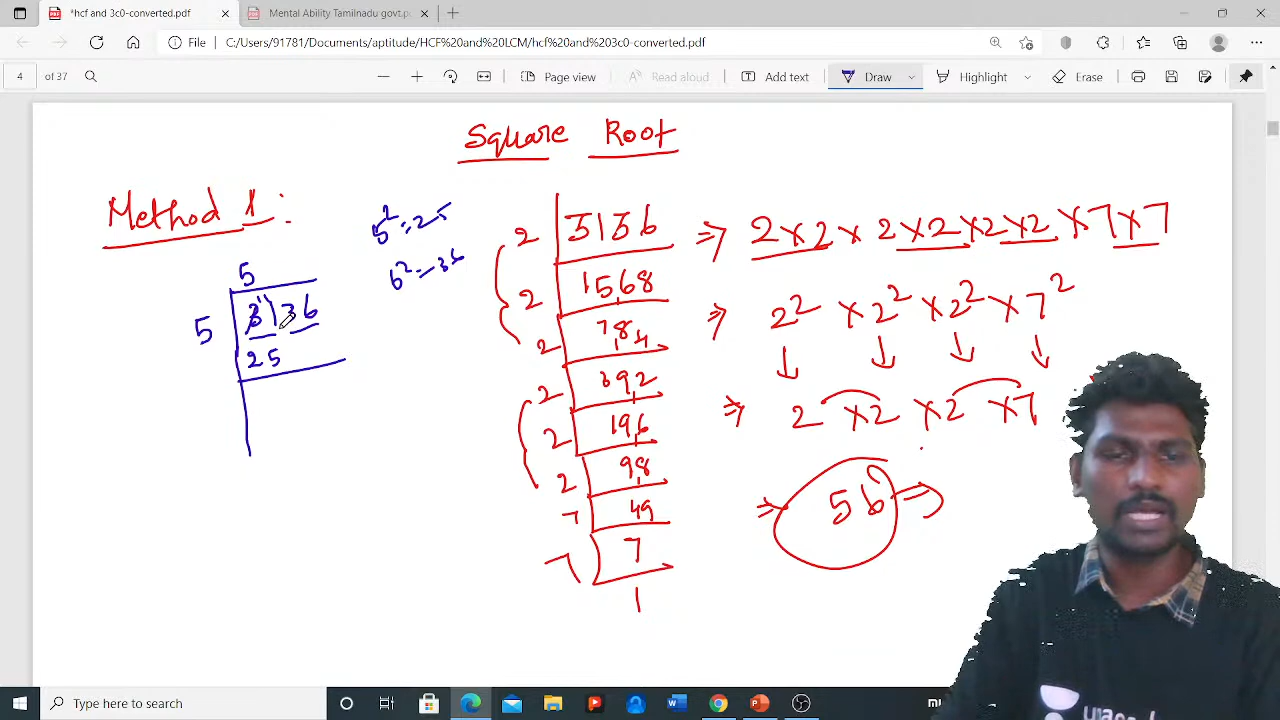 *hcf and 3c0-converted.pdf
Mental Ability Tamilnadu govt.p
File C:/Users/91781/Documents/aptitude/HCF%20and%20LCM/hcf%20and%203c0-converted.pdf
4 of 37 Page view Read aloud Add text Draw Highlight Erase
Square Root
Method 1:
5² = 25
6² = 36
5
5 3136
25
2 3136 ⇒ 2×2× 2×2×2×2×7×7
2 1568 ⇒ 2² ×2² ×2² ×7²
2 784
2 392 ⇒ 2 ×2 ×2 ×7
2 196
2 98
7 49 ⇒ 56 ⇒
7 7
1
Type here to search